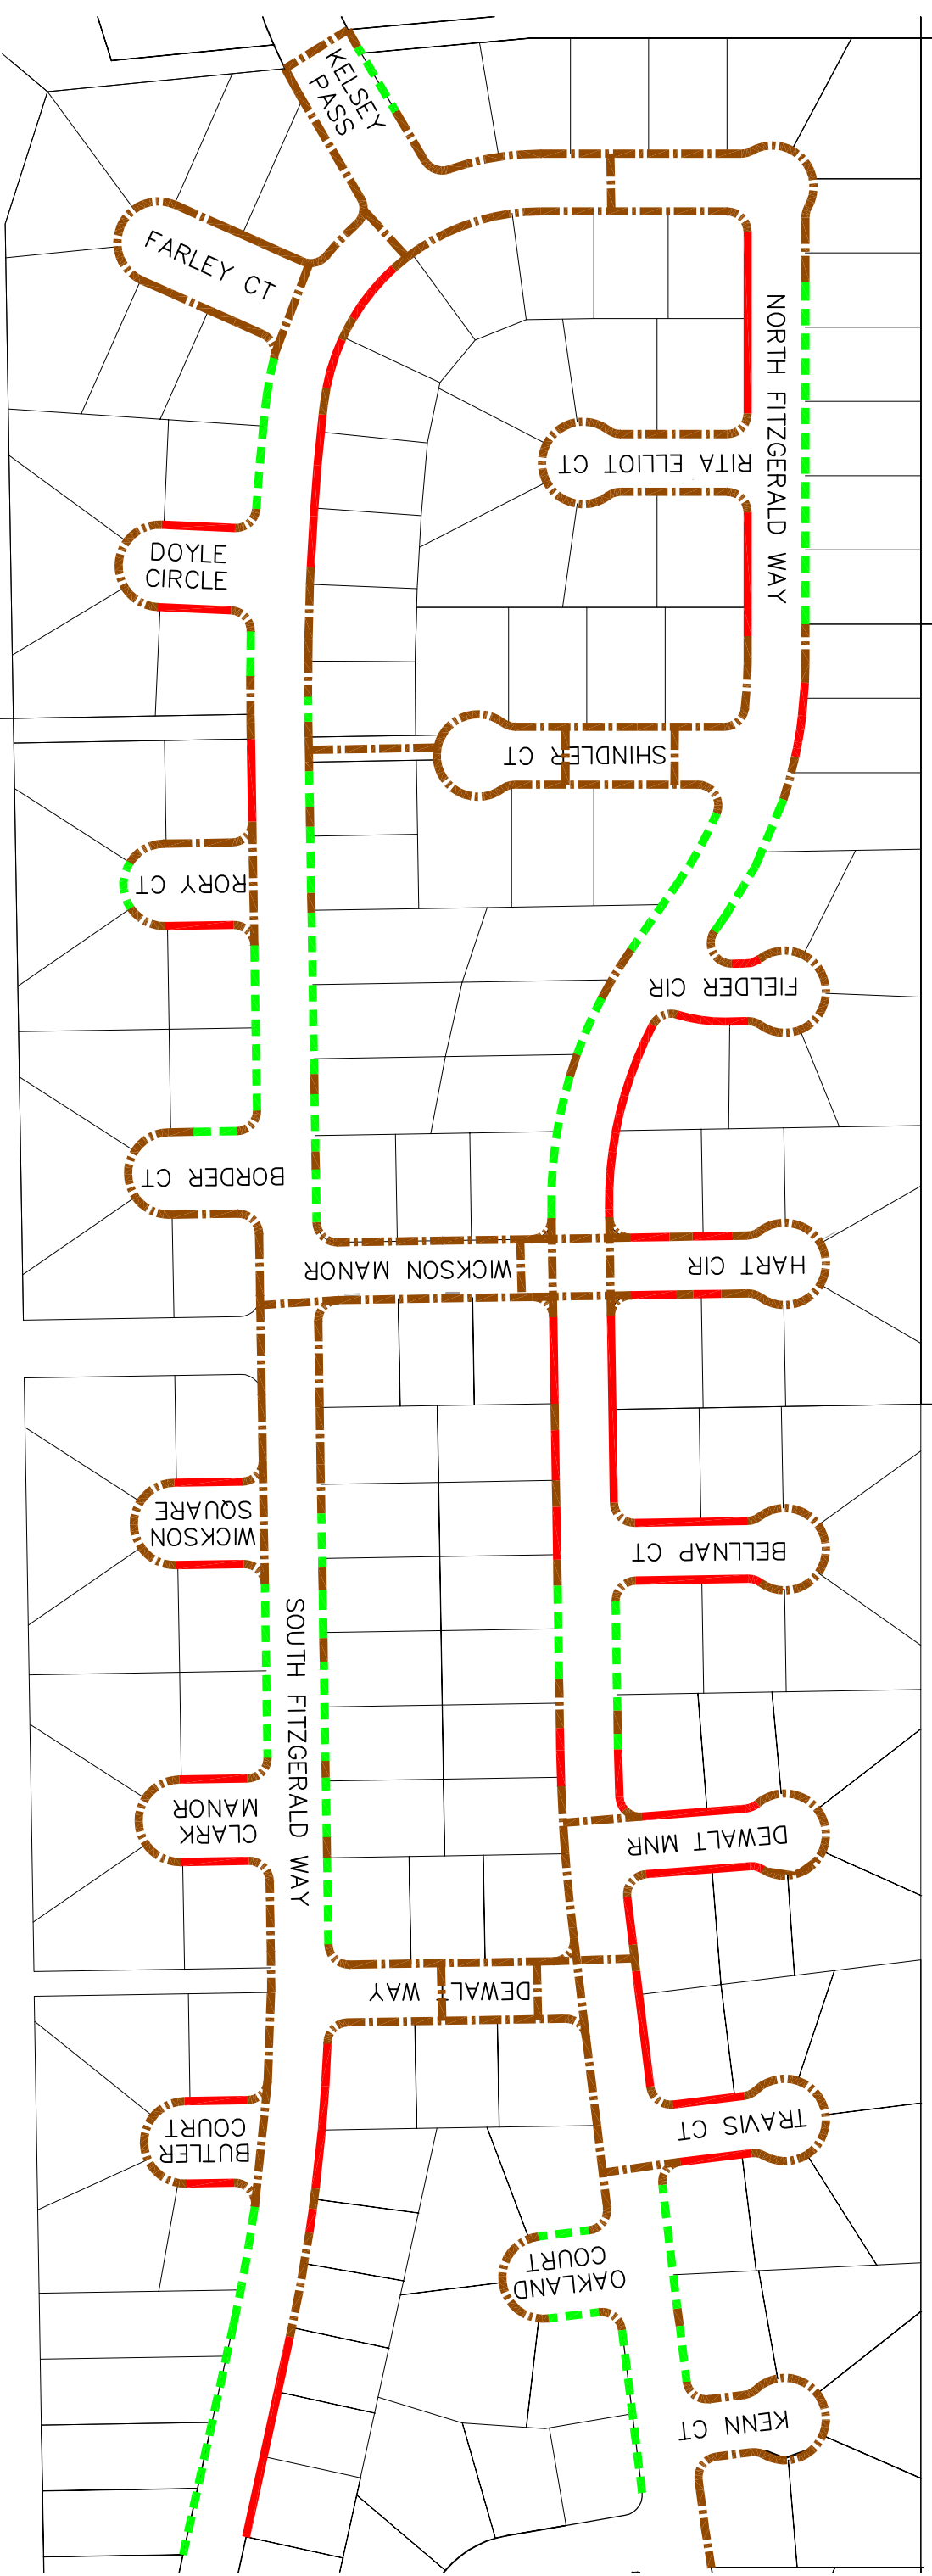 KELSEY
PASS
FARLEY CT
NORTH FITZGERALD WAY
RITA ELLIOT CT
DOYLE
CIRCLE
SHINDLER CT
RORY CT
FIELDER CIR
BORDER CT
WICKSON MANOR
HART CIR
WICKSON
SQUARE
BELLNAP CT
SOUTH FITZGERALD WAY
CLARK
MANOR
DEWALT MNR
DEWALT WAY
BUTLER
COURT
TRAVIS CT
OAKLAND
COURT
KENN CT